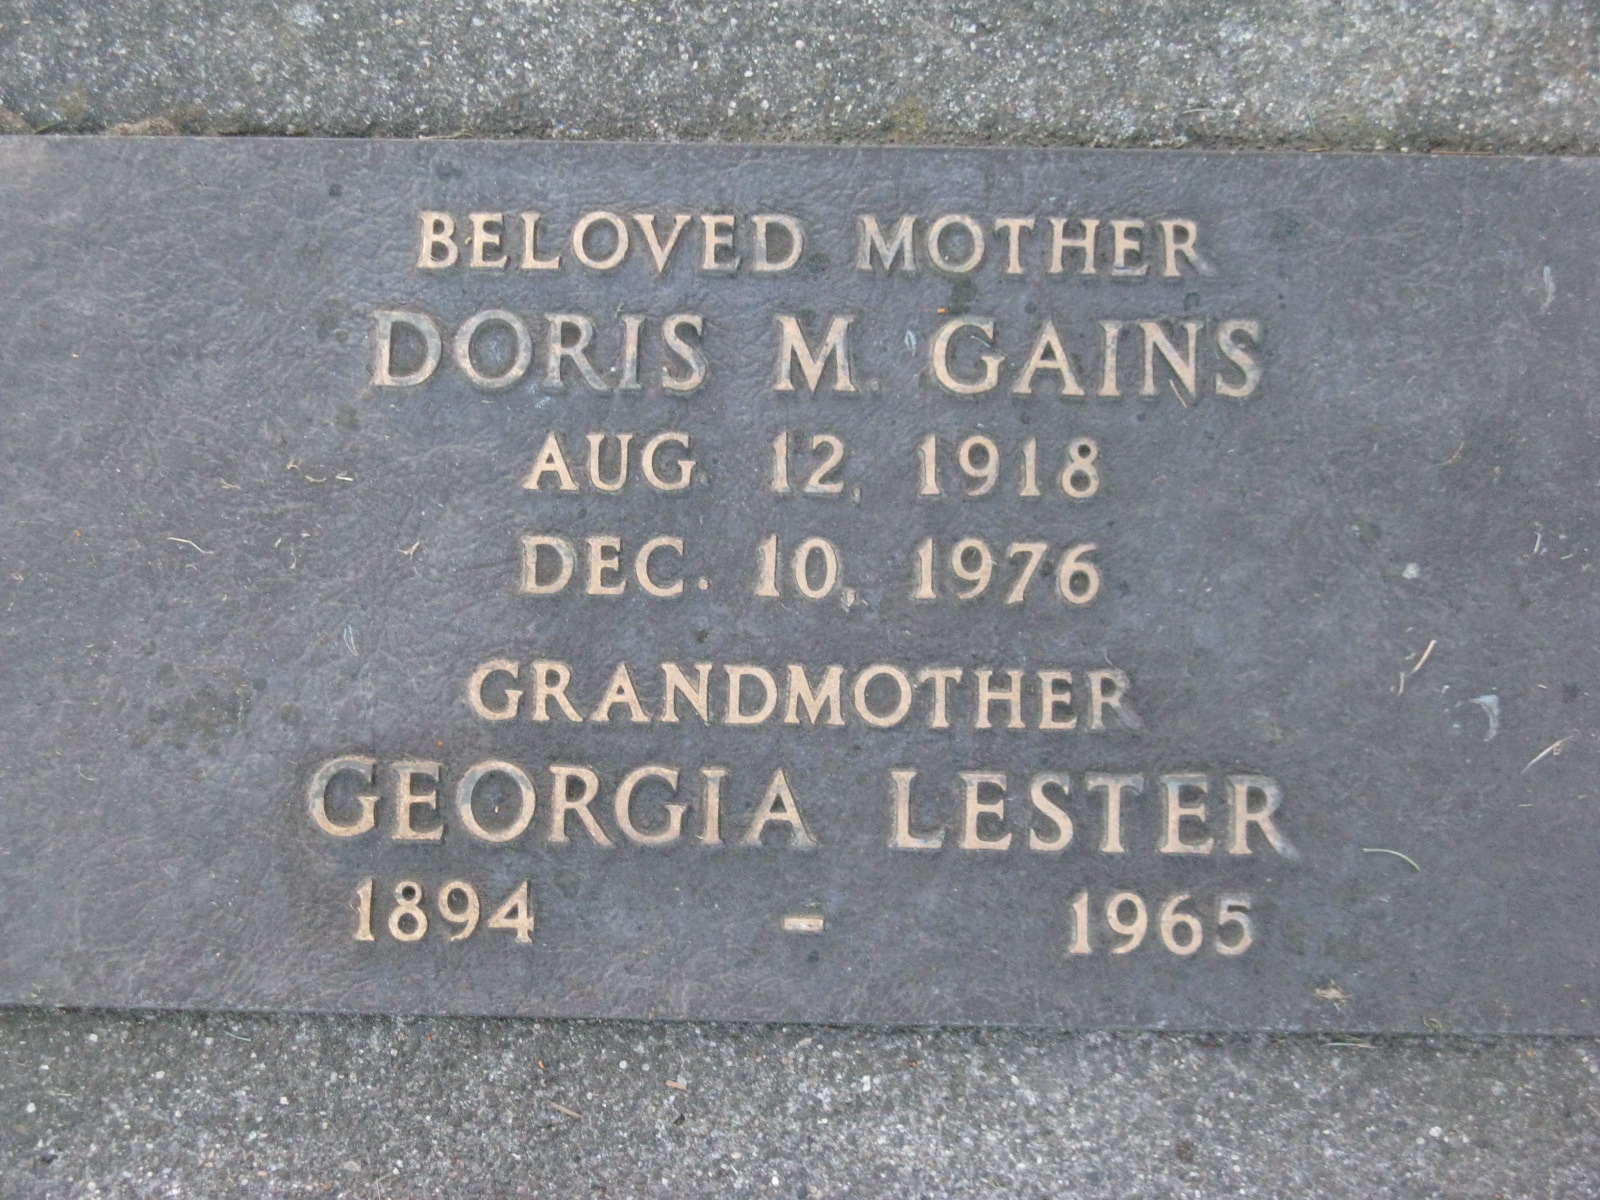 BELOVED MOTHER
DORIS M. GAINS
AUG. 12, 1918
DEC. 10, 1976
GRANDMOTHER
GEORGIA LESTER
1894 – 1965